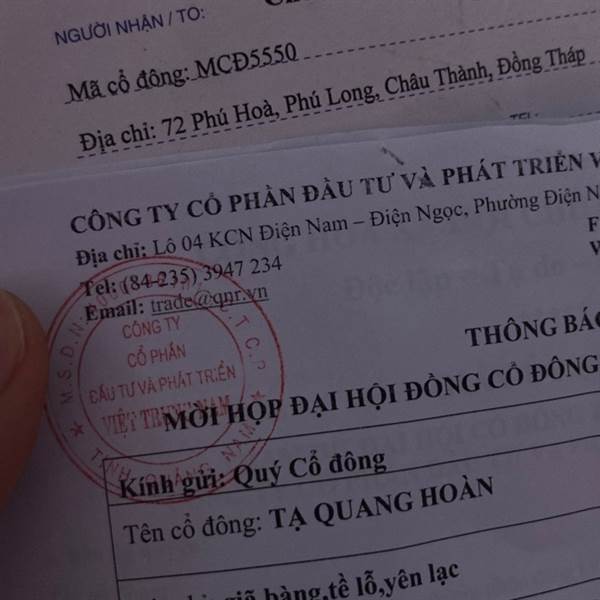 NGƯỜI NHẬN / TO:
Mã cổ đông: MCĐ5550
Địa chỉ: 72 Phú Hoà, Phú Long, Châu Thành, Đồng Tháp
CÔNG TY CỔ PHẦN ĐẦU TƯ VÀ PHÁT TRIỂN V
Địa chỉ: Lô 04 KCN Điện Nam – Điện Ngọc, Phường Điện N
F
Tel: (84-235) 3947 234
V
Email: trade@qnr.vn
CÔNG TY
CỔ PHẦN
ĐẦU TƯ VÀ PHÁT TRIỂN
THÔNG BÁO
MỜI HỌP ĐẠI HỘI ĐỒNG CỔ ĐÔNG
Kính gửi: Quý Cổ đông
Tên cổ đông: TẠ QUANG HOÀN
giã bàng,tề lỗ,yên lạc